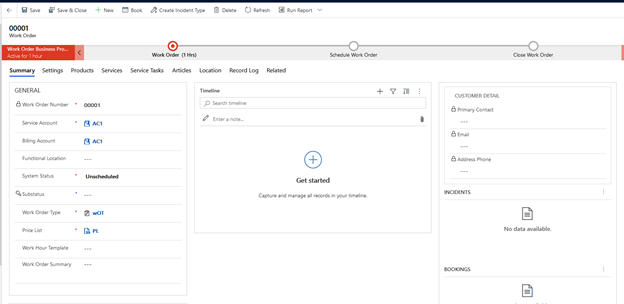 Save Save & Close New Book Create Incident Type Delete Refresh Run Report
00001
Work Order
Work Order Business Pro...
Active for 1 hour
Work Order (1 Hrs)
Schedule Work Order
Close Work Order
Summary Settings Products Services Service Tasks Articles Location Record Log Related
GENERAL
Work Order Number * 00001
Service Account * AC1
Billing Account AC1
Functional Location ---
System Status * Unscheduled
Substatus * ---
Work Order Type * wOT
Price List * PL
Work Hour Template ---
Work Order Summary ---
Timeline
Search timeline
Enter a note...
Get started
Capture and manage all records in your timeline.
CUSTOMER DETAIL
Primary Contact
---
Email
---
Address Phone
---
INCIDENTS
No data available.
BOOKINGS